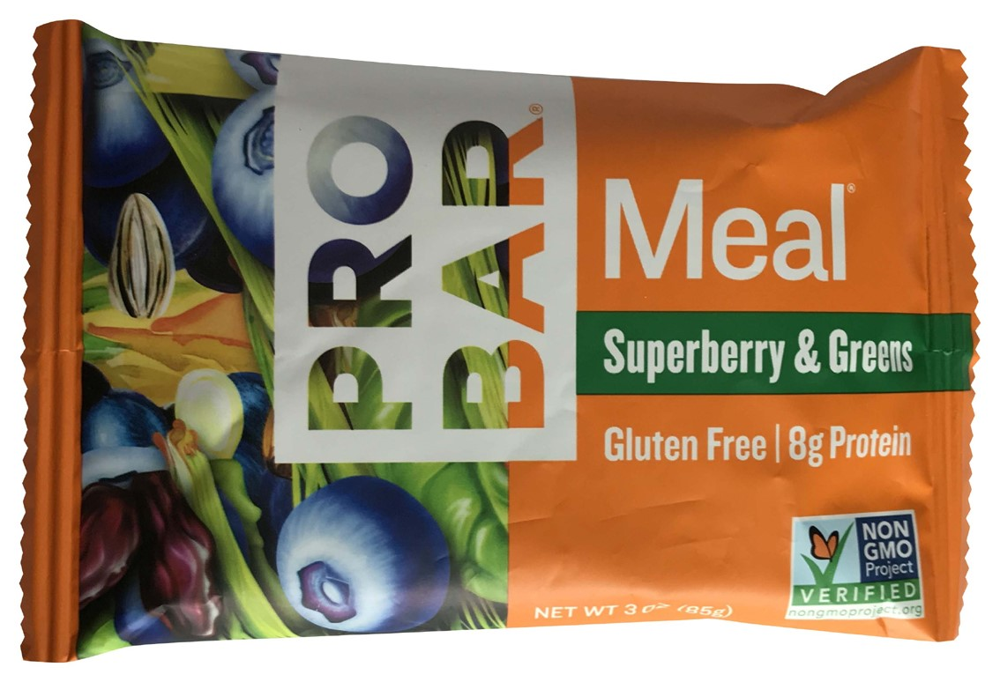 PRO
BAR®
Meal®
Superberry & Greens
Gluten Free | 8g Protein
NET WT 3 oz (85g)
NON
GMO
Project
VERIFIED
nongmoproject.org